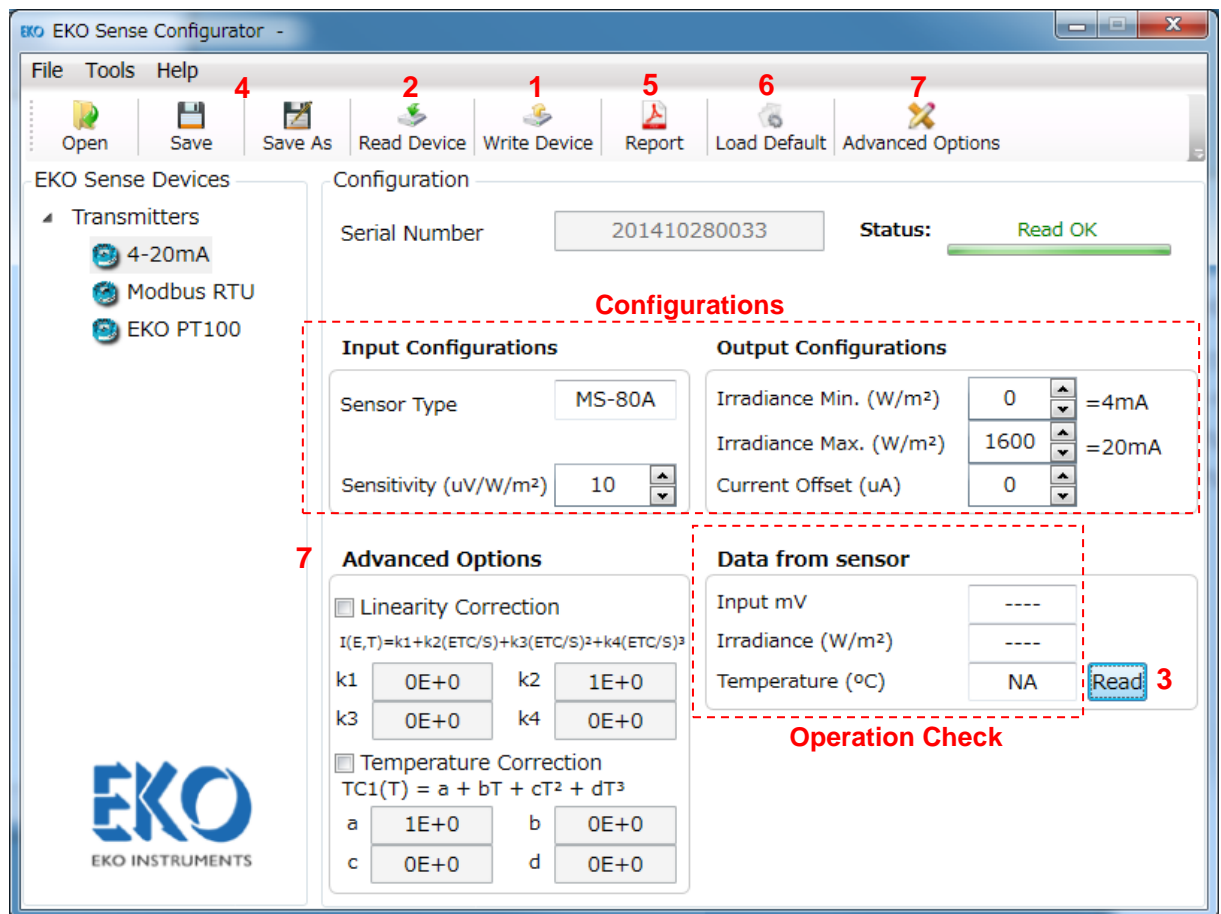 EKO EKO Sense Configurator -
File Tools Help
4 2 1 5 6 7
Open Save Save As Read Device Write Device Report Load Default Advanced Options
EKO Sense Devices
Transmitters
4-20mA
Modbus RTU
EKO PT100
Configuration
Serial Number 201410280033 Status: Read OK
Configurations
Input Configurations
Sensor Type MS-80A
Sensitivity (uV/W/m²) 10
Output Configurations
Irradiance Min. (W/m²) 0 =4mA
Irradiance Max. (W/m²) 1600 =20mA
Current Offset (uA) 0
7 Advanced Options
Linearity Correction
I(E,T)=k1+k2(ETC/S)+k3(ETC/S)²+k4(ETC/S)³
k1 0E+0 k2 1E+0
k3 0E+0 k4 0E+0
Temperature Correction
TC1(T) = a + bT + cT² + dT³
a 1E+0 b 0E+0
c 0E+0 d 0E+0
Data from sensor
Input mV ----
Irradiance (W/m²) ----
Temperature (ºC) NA Read 3
Operation Check
EKO
EKO INSTRUMENTS